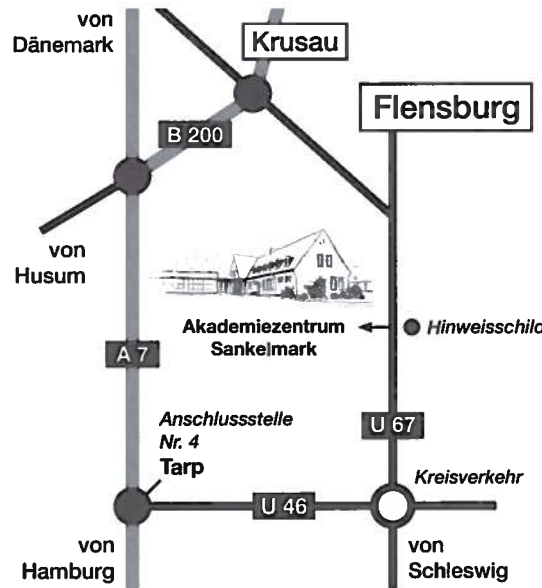 von
Dänemark
Krusau
Flensburg
B 200
von
Husum
Akademiezentrum
Sankelmark
Hinweisschild
A 7
Anschlussstelle
Nr. 4
Tarp
U 67
Kreisverkehr
U 46
von
Hamburg
von
Schleswig